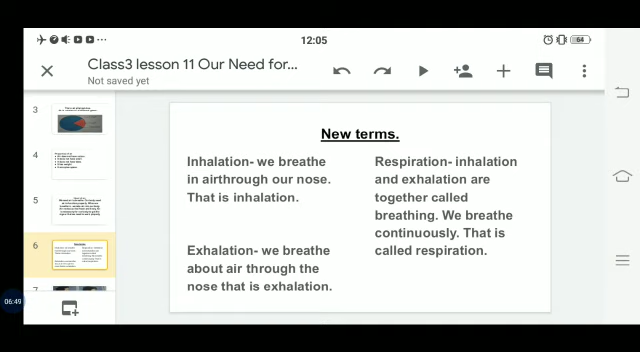 12:05
64
Class3 lesson 11 Our Need for...
Not saved yet
3
4
5
6
7
06:49
New terms.
Inhalation- we breathe
in airthrough our nose.
That is inhalation.
Exhalation- we breathe
about air through the
nose that is exhalation.
Respiration- inhalation
and exhalation are
together called
breathing. We breathe
continuously. That is
called respiration.